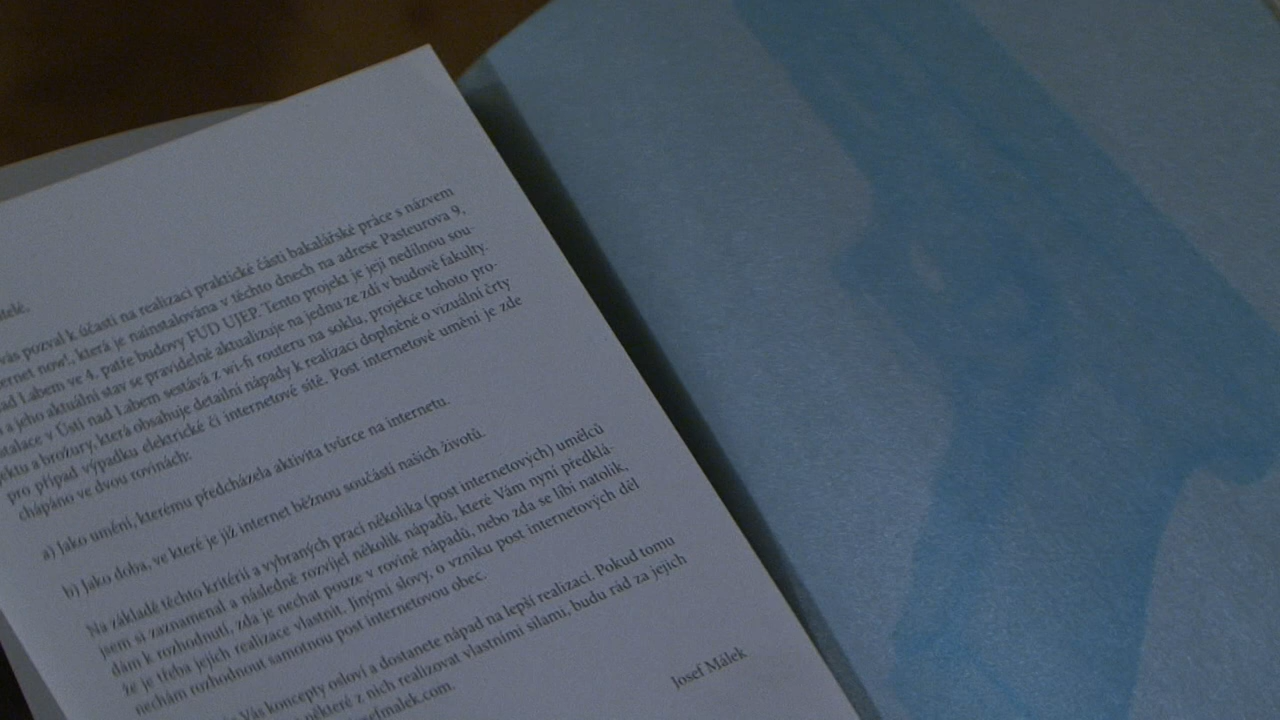 itelé,
vás pozval k účasti na realizaci praktické části bakalářské práce s názvem
ernet now!, která je nainstalována v těchto dnech na adrese Pasteurova 9,
ad Labem ve 4. patře budovy FUD UJEP. Tento projekt je její nedílnou sou-
a jeho aktuální stav se pravidelně aktualizuje na jednu ze zdí v budově fakulty.
stalace v Ústí nad Labem sestává z wi-fi routeru na soklu, projekce tohoto pro-
jektu a brožury, která obsahuje detailní nápady k realizaci doplněné o vizuální črty
pro případ výpadku elektrické či internetové sítě. Post internetové umění je zde
chápáno ve dvou rovinách:
a) Jako umění, kterému předcházela aktivita tvůrce na internetu.
b) Jako doba, ve které je již internet běžnou součástí našich životů.
Na základě těchto kritérií a vybraných prací několika (post internetových) umělců
jsem si zaznamenal a následně rozvíjel několik nápadů, které Vám nyní předklá-
dám k rozhodnutí, zda je nechat pouze v rovině nápadů, nebo zda se líbí natolik,
že je třeba jejich realizace vlastnit. Jinými slovy, o vzniku post internetových děl
nechám rozhodnout samotnou post internetovou obec.
Vás koncepty osloví a dostanete nápad na lepší realizaci. Pokud tomu
některé z nich realizovat vlastními silami, budu rád za jejich
josefmalek.com.
Josef Málek